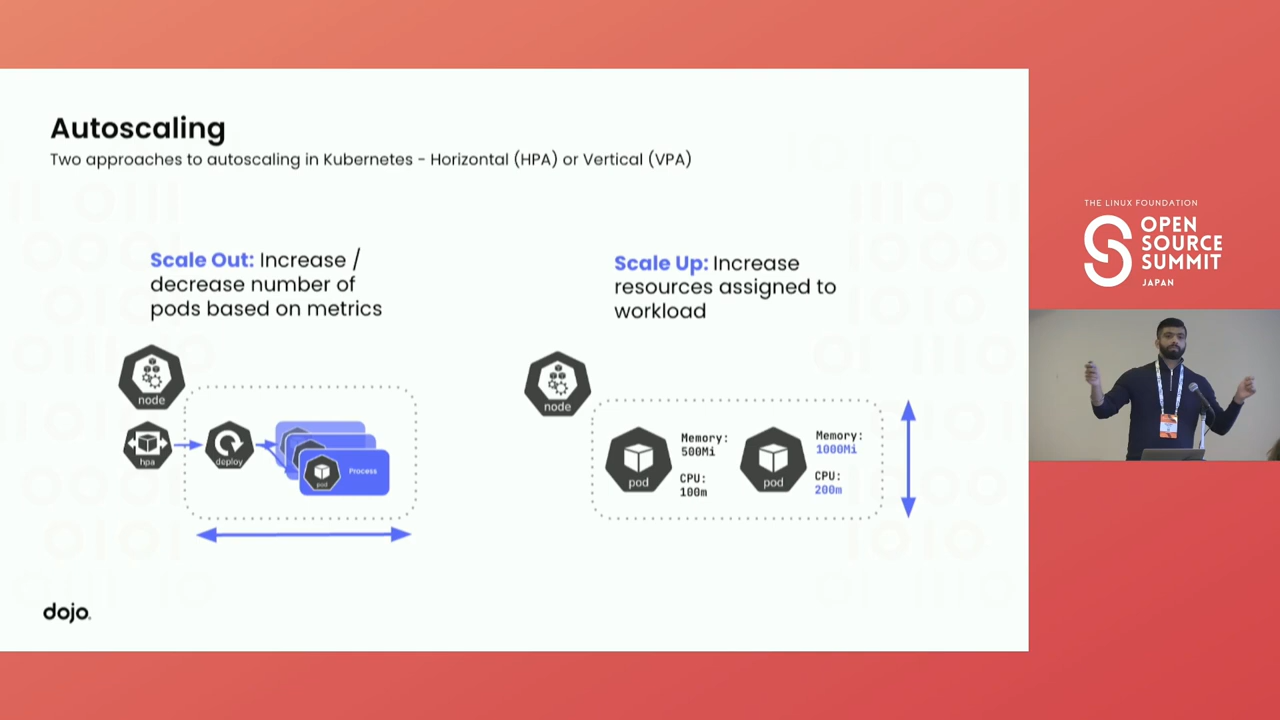 Autoscaling
Two approaches to autoscaling in Kubernetes - Horizontal (HPA) or Vertical (VPA)
Scale Out: Increase /
decrease number of
pods based on metrics
node
hpa
deploy
pod
Process
Scale Up: Increase
resources assigned to
workload
node
pod
Memory:
500Mi
CPU:
100m
pod
Memory:
1000Mi
CPU:
200m
dojo.
THE LINUX FOUNDATION
OPEN
SOURCE
SUMMIT
JAPAN